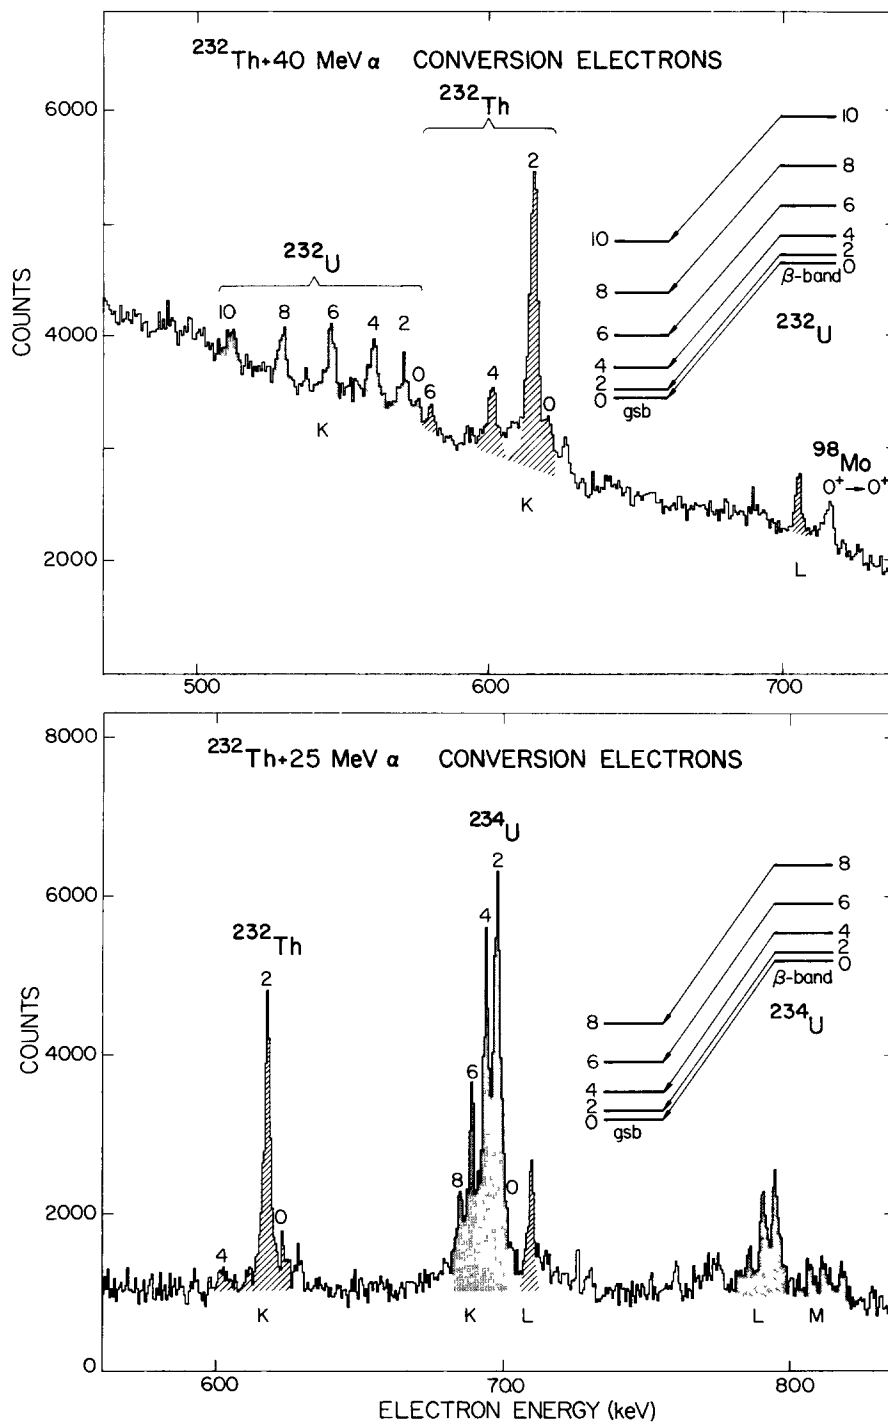 ²³²Th+40 MeV α CONVERSION ELECTRONS
²³²Th
6000
10
2
8
6
10
4
²³²U
2
0
β-band
8
10
8
6
4
2
6
²³²U
4000
4
4
2
0
6
0
0
gsb
K
⁹⁸Mo
0⁺→0⁺
K
2000
L
COUNTS
500
600
700
8000
²³²Th+25 MeV α CONVERSION ELECTRONS
²³⁴U
2
8
6000
4
6
²³²Th
2
4
2
0
β-band
²³⁴U
8
4000
6
6
4
2
0
gsb
8
0
2000
0
4
K
K
L
L
M
0
COUNTS
600
700
800
ELECTRON ENERGY (keV)